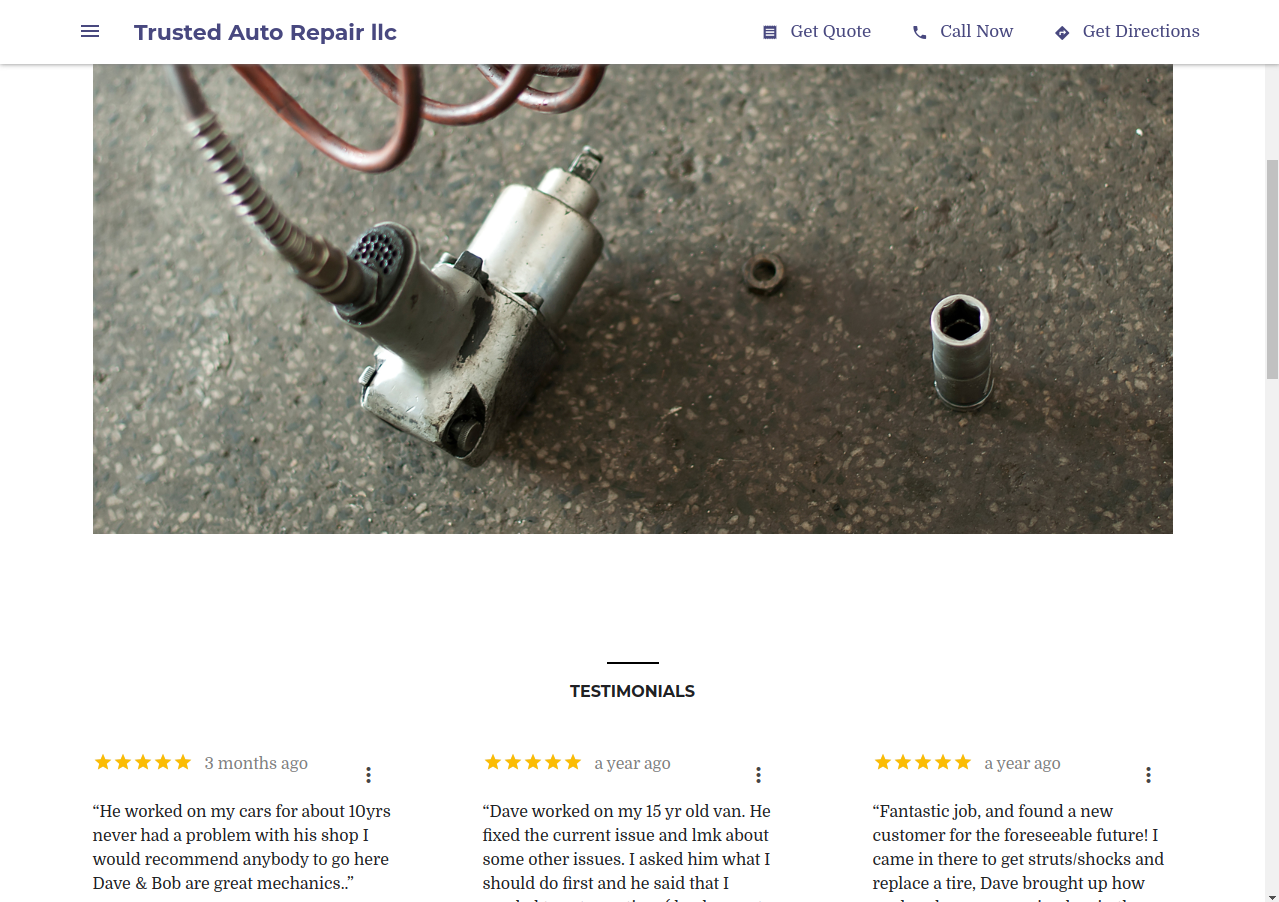 Trusted Auto Repair llc
Get Quote
Call Now
Get Directions
TESTIMONIALS
3 months ago
“He worked on my cars for about 10yrs
never had a problem with his shop I
would recommend anybody to go here
Dave & Bob are great mechanics..”
a year ago
“Dave worked on my 15 yr old van. He
fixed the current issue and lmk about
some other issues. I asked him what I
should do first and he said that I
a year ago
“Fantastic job, and found a new
customer for the foreseeable future! I
came in there to get struts/shocks and
replace a tire, Dave brought up how